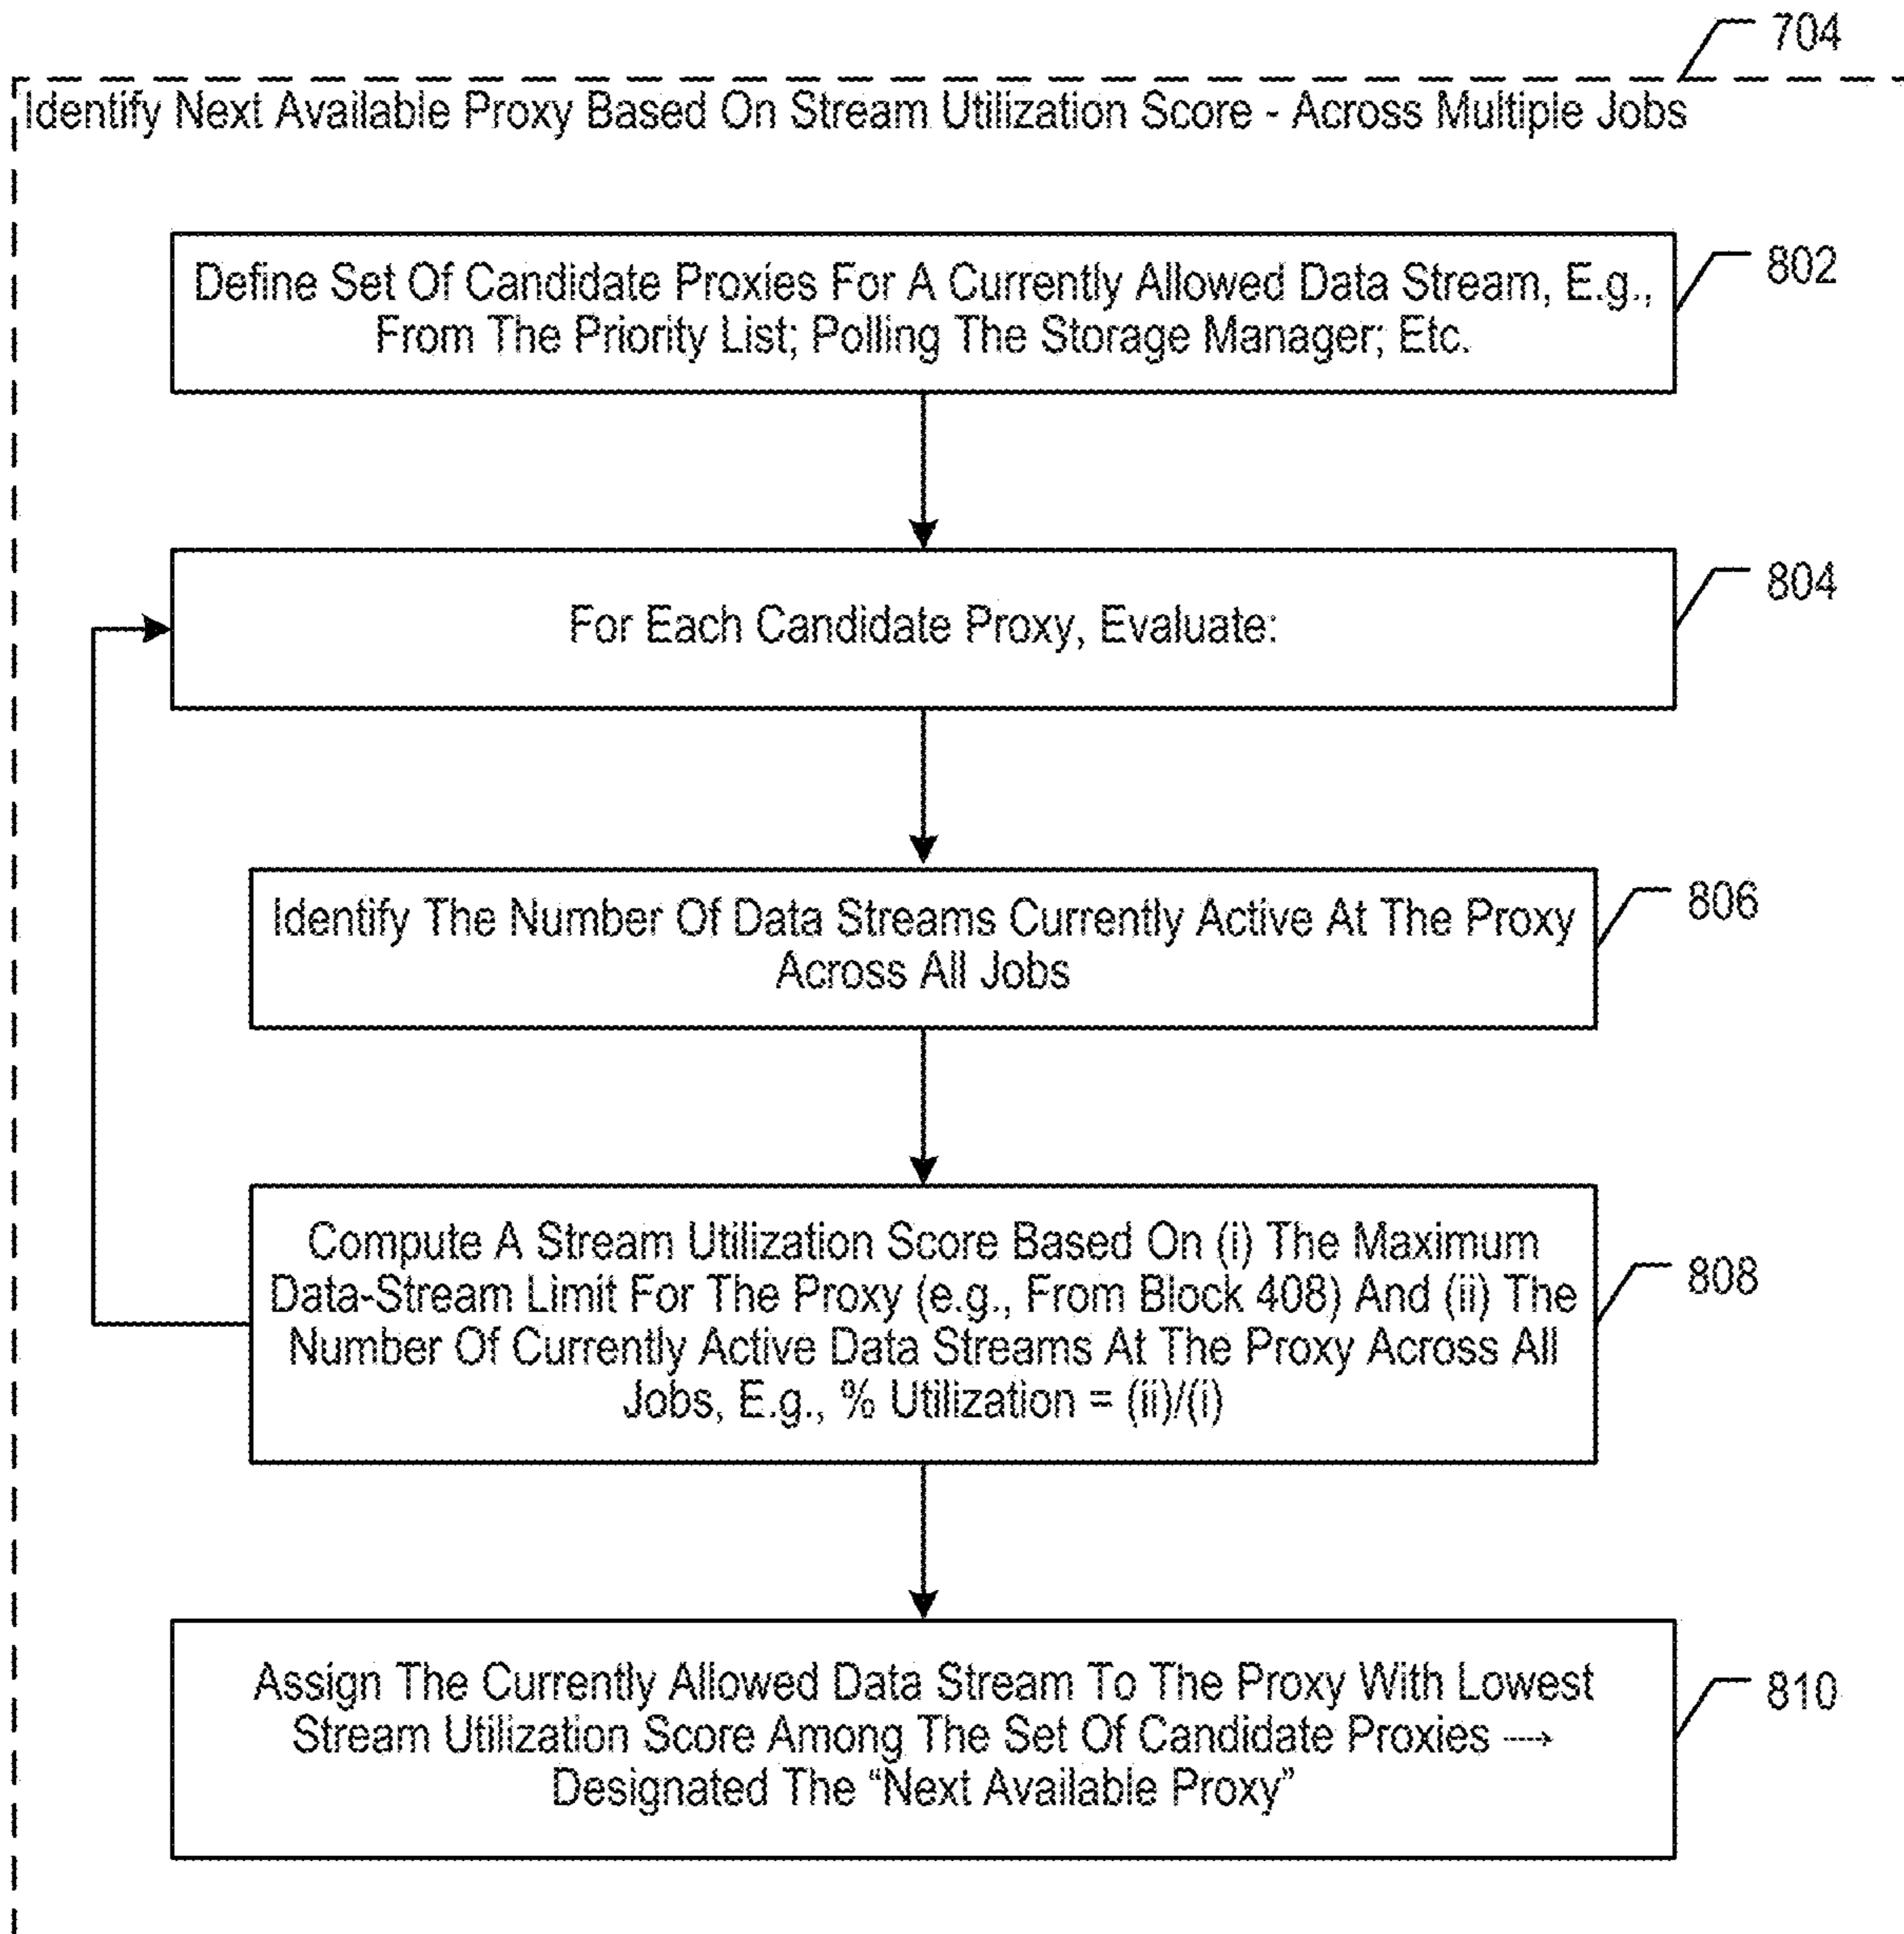 704
Identify Next Available Proxy Based On Stream Utilization Score - Across Multiple Jobs
802
Define Set Of Candidate Proxies For A Currently Allowed Data Stream, E.g.,
From The Priority List; Polling The Storage Manager; Etc.
804
For Each Candidate Proxy, Evaluate:
806
Identify The Number Of Data Streams Currently Active At The Proxy
Across All Jobs
808
Compute A Stream Utilization Score Based On (i) The Maximum
Data-Stream Limit For The Proxy (e.g., From Block 408) And (ii) The
Number Of Currently Active Data Streams At The Proxy Across All
Jobs, E.g., % Utilization = (ii)/(i)
810
Assign The Currently Allowed Data Stream To The Proxy With Lowest
Stream Utilization Score Among The Set Of Candidate Proxies ---→
Designated The “Next Available Proxy”